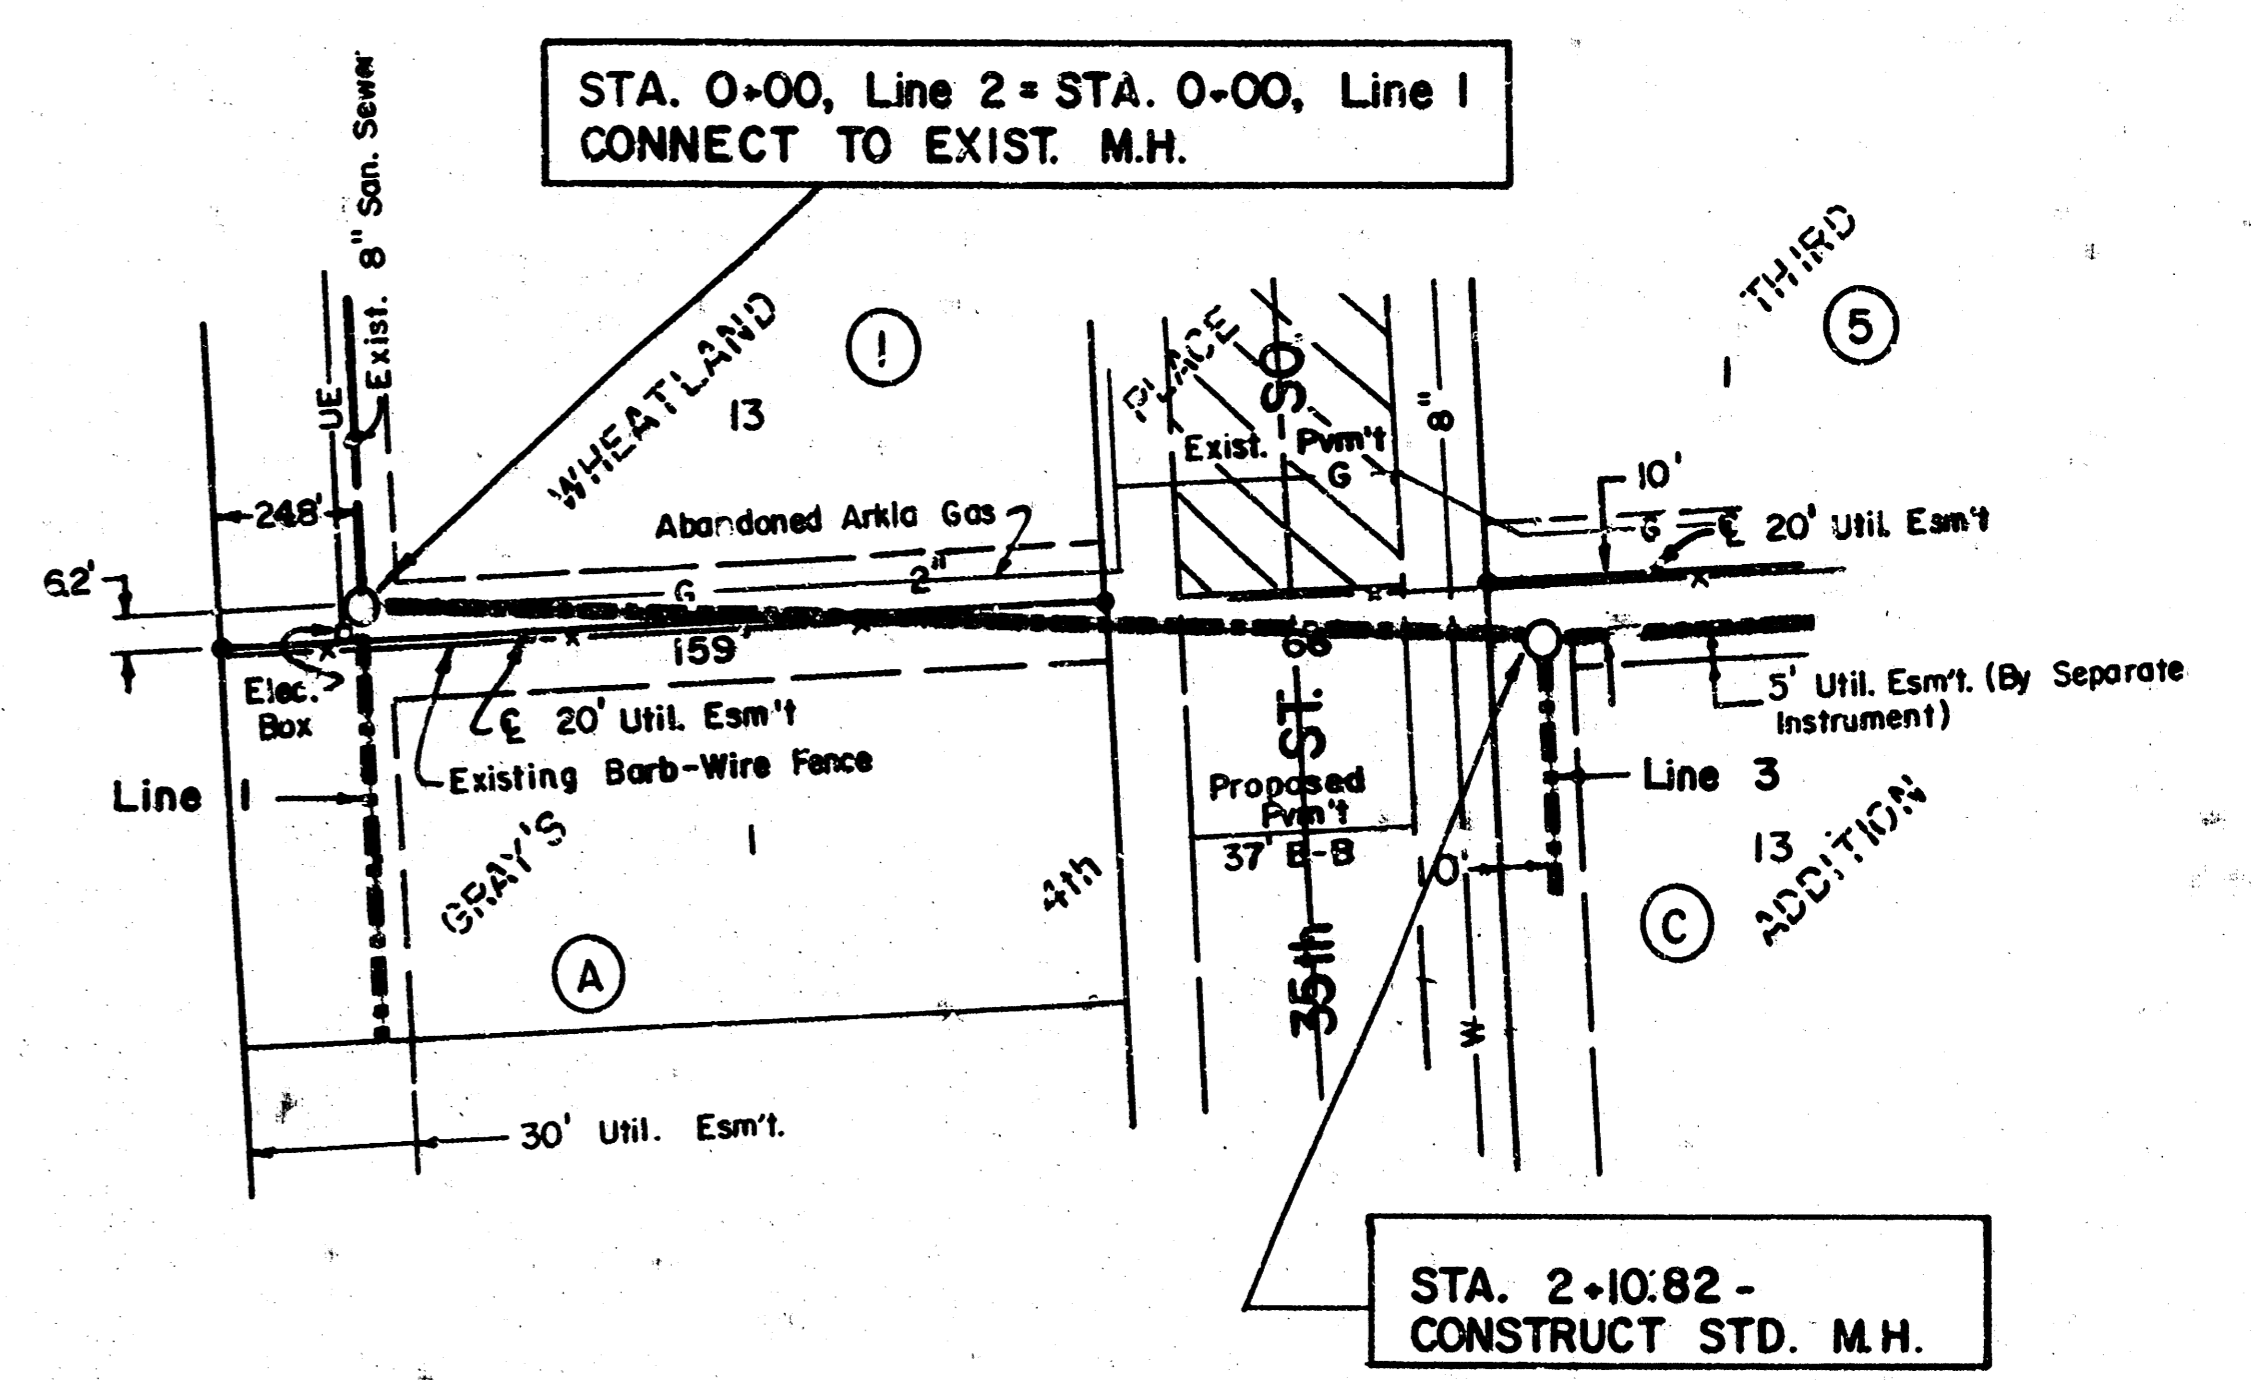 STA. 0+00, Line 2 = STA. 0+00, Line 1
CONNECT TO EXIST. M.H.
Exist. 8" San. Sewer
UE
THIRD
5
1
WHEATLAND
1
13
PLACE
SO.
Exist. Pvm't
G
8"
10'
24.8'
6.2'
Abandoned Arkla Gas
G
2"
G
℄ 20' Util. Esm't
159
66
Elec.
Box
℄ 20' Util. Esm't
Existing Barb-Wire Fence
Line 1
GRAY'S
1
A
4th
ST.
Proposed
Pvm't
37' B-B
35th
10'
W
5' Util. Esm't. (By Separate
Instrument)
Line 3
13
ADDITION
C
30' Util. Esm't.
STA. 2+10.82 -
CONSTRUCT STD. M.H.